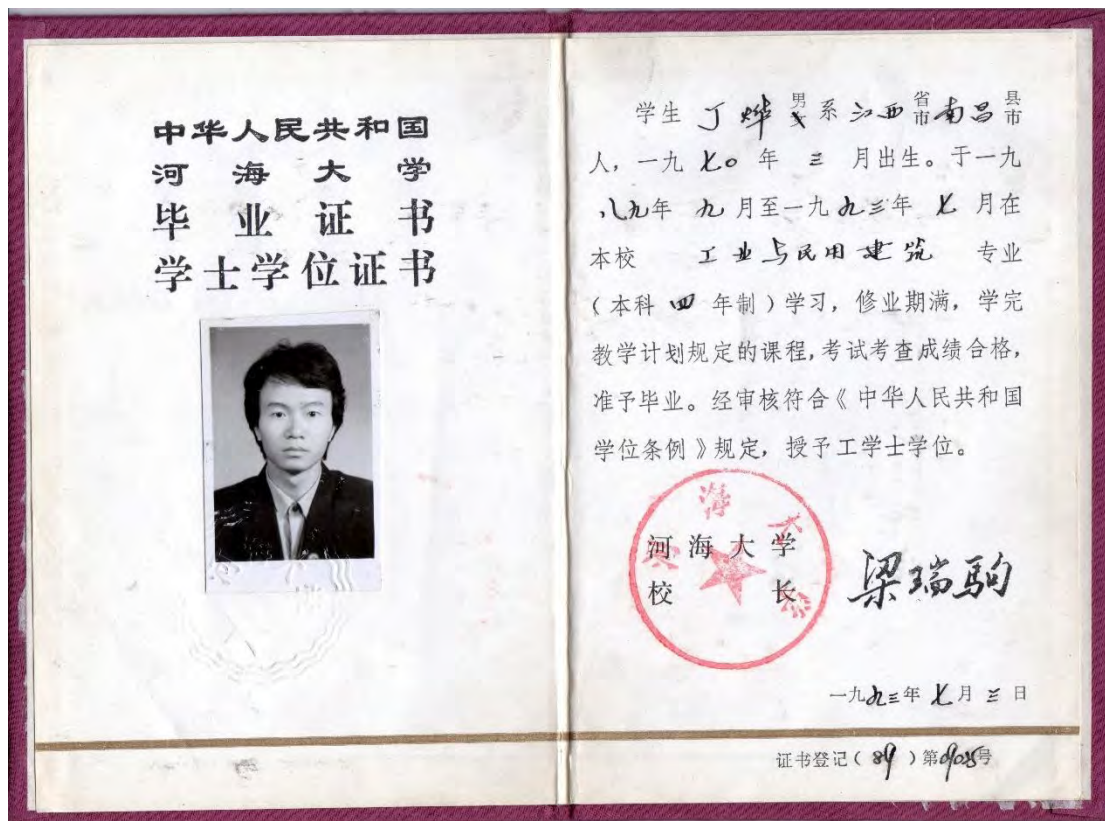 中华人民共和国
河海大学
毕业证书
学士学位证书
学生 丁烨 男女 系 江西 省市 南昌 县市
人，一九七〇年 三 月出生。于一九
八九年 九 月至一九九三年 七 月在
本校 工业与民用建筑 专业
（本科 四 年制）学习，修业期满，学完
教学计划规定的课程，考试考查成绩合格，
准予毕业。经审核符合《中华人民共和国
学位条例》规定，授予工学士学位。
河海大学
河海大学
校长 梁瑞驹
一九九三年 七 月 三 日
证书登记（89）第 号